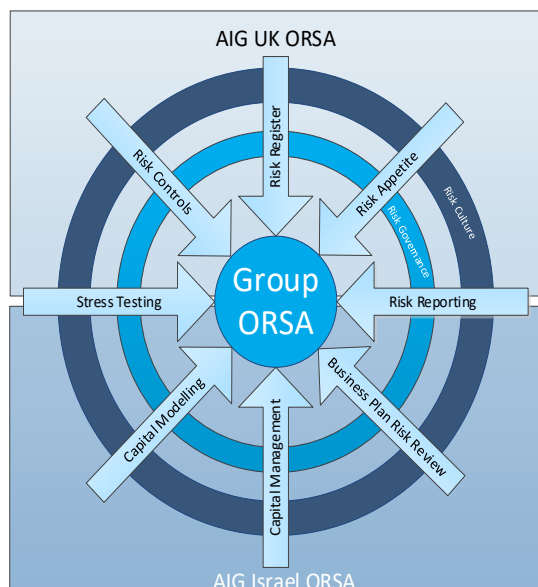 AIG UK ORSA
Risk Register
Risk Controls
Risk Appetite
Risk Culture
Risk Governance
Group
ORSA
Stress Testing
Risk Reporting
Capital Modelling
Capital Management
Business Plan Risk Review
AIG Israel ORSA